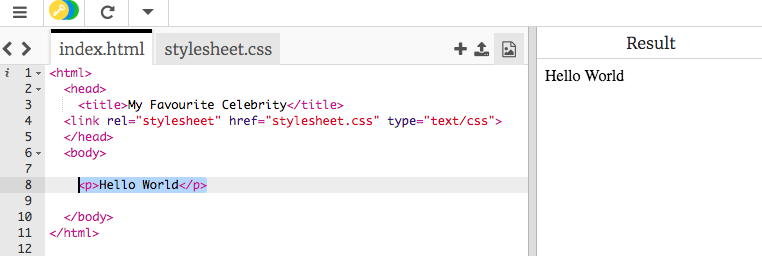 index.html stylesheet.css
Result
i 1 <html>
2 <head>
3 <title>My Favourite Celebrity</title>
4 <link rel="stylesheet" href="stylesheet.css" type="text/css">
5 </head>
6 <body>
7
8 <p>Hello World</p>
9
10 </body>
11 </html>
12
Hello World